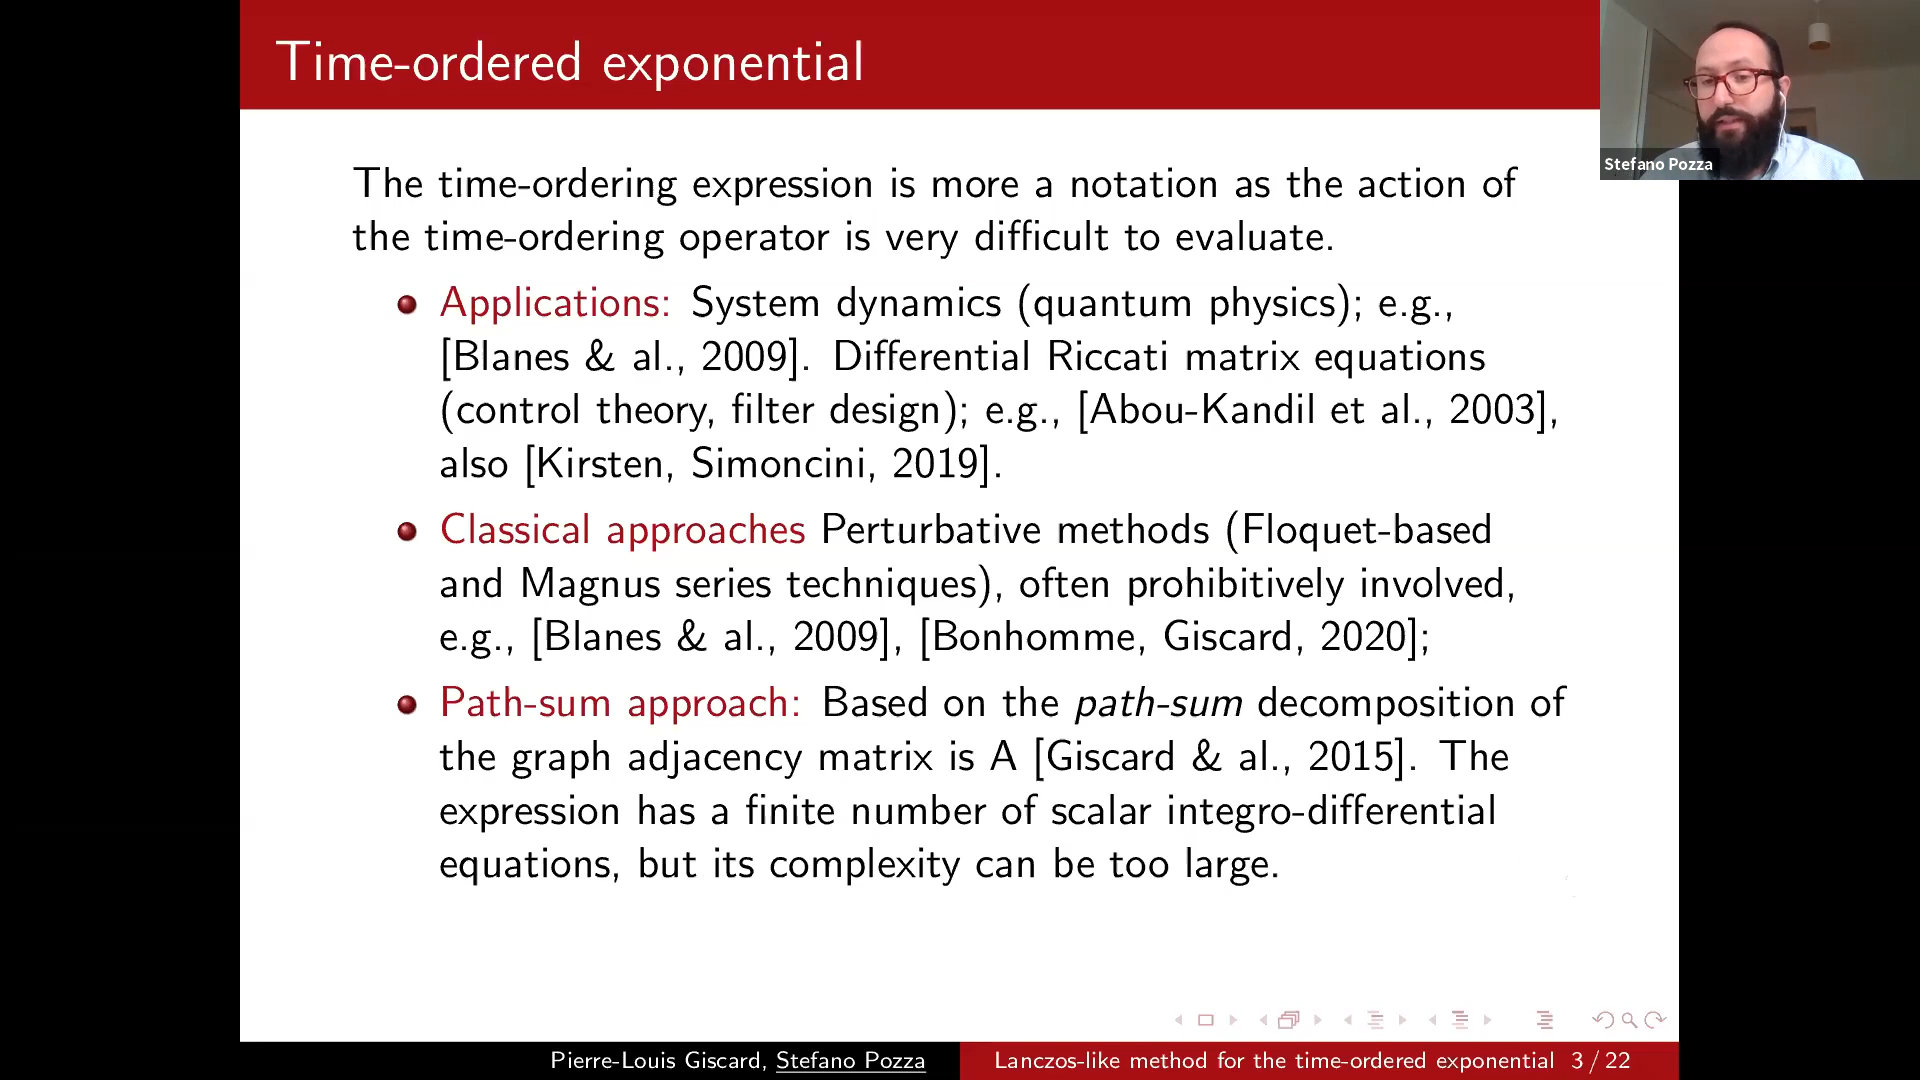 Time-ordered exponential
Stefano Pozza
The time-ordering expression is more a notation as the action of
the time-ordering operator is very difficult to evaluate.
Applications: System dynamics (quantum physics); e.g.,
[Blanes & al., 2009]. Differential Riccati matrix equations
(control theory, filter design); e.g., [Abou-Kandil et al., 2003],
also [Kirsten, Simoncini, 2019].
Classical approaches Perturbative methods (Floquet-based
and Magnus series techniques), often prohibitively involved,
e.g., [Blanes & al., 2009], [Bonhomme, Giscard, 2020];
Path-sum approach: Based on the path-sum decomposition of
the graph adjacency matrix is A [Giscard & al., 2015]. The
expression has a finite number of scalar integro-differential
equations, but its complexity can be too large.
Pierre-Louis Giscard, Stefano Pozza
Lanczos-like method for the time-ordered exponential 3 / 22